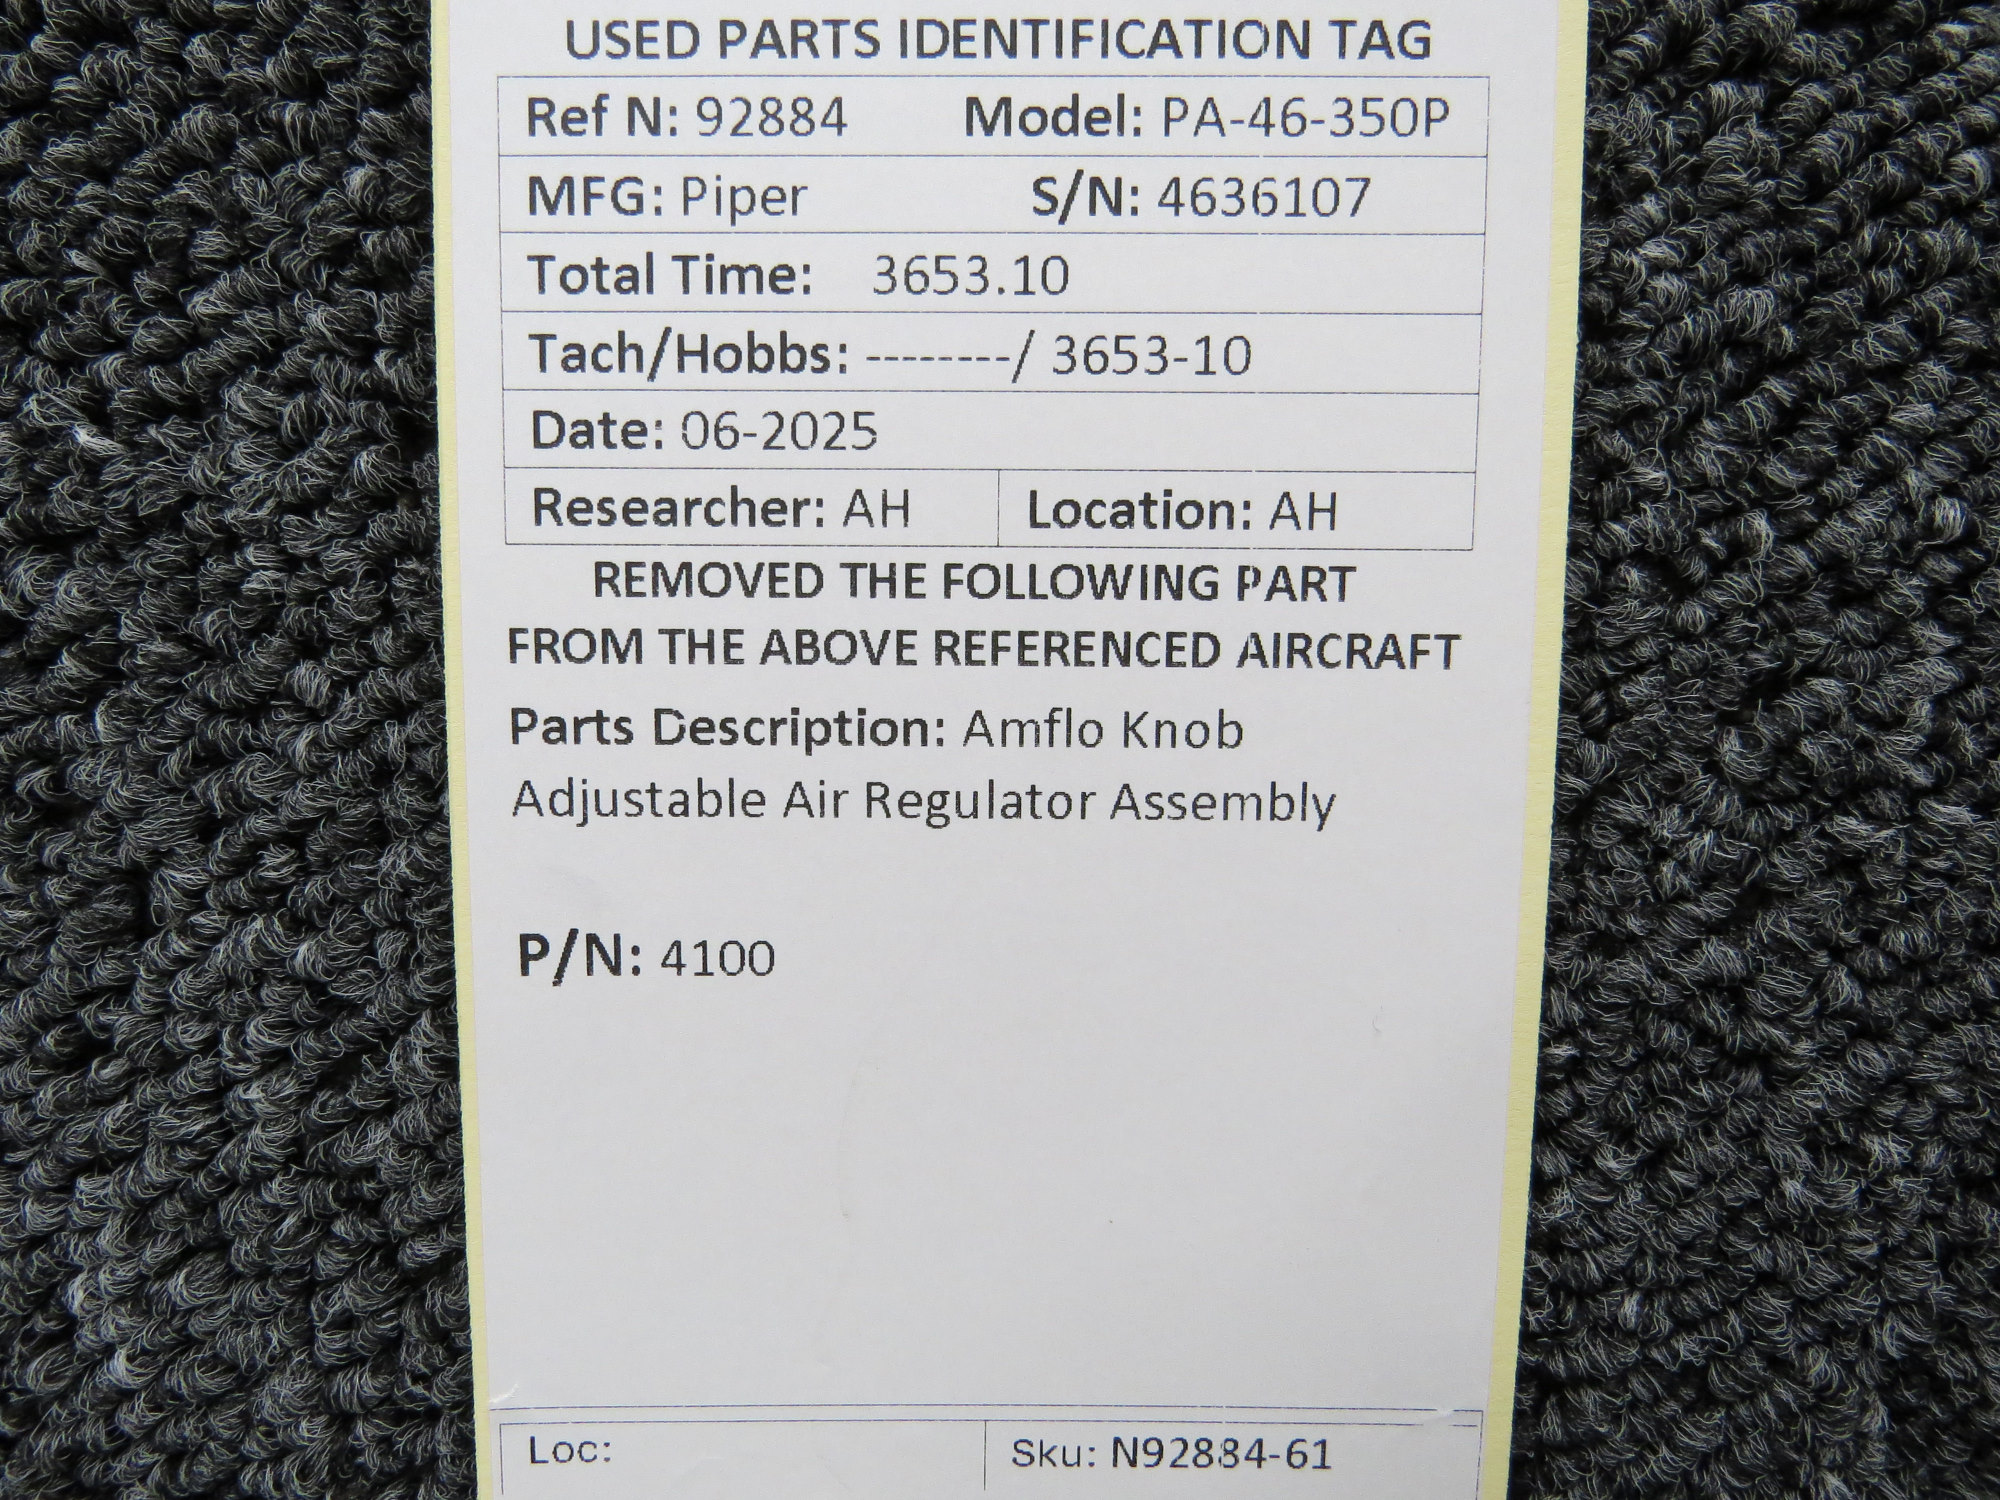 USED PARTS IDENTIFICATION TAG
Ref N: 92884 Model: PA-46-350P
MFG: Piper S/N: 4636107
Total Time: 3653.10
Tach/Hobbs: --------/ 3653-10
Date: 06-2025
Researcher: AH Location: AH
REMOVED THE FOLLOWING PART
FROM THE ABOVE REFERENCED AIRCRAFT
Parts Description: Amflo Knob
Adjustable Air Regulator Assembly
P/N: 4100
Loc: Sku: N92884-61